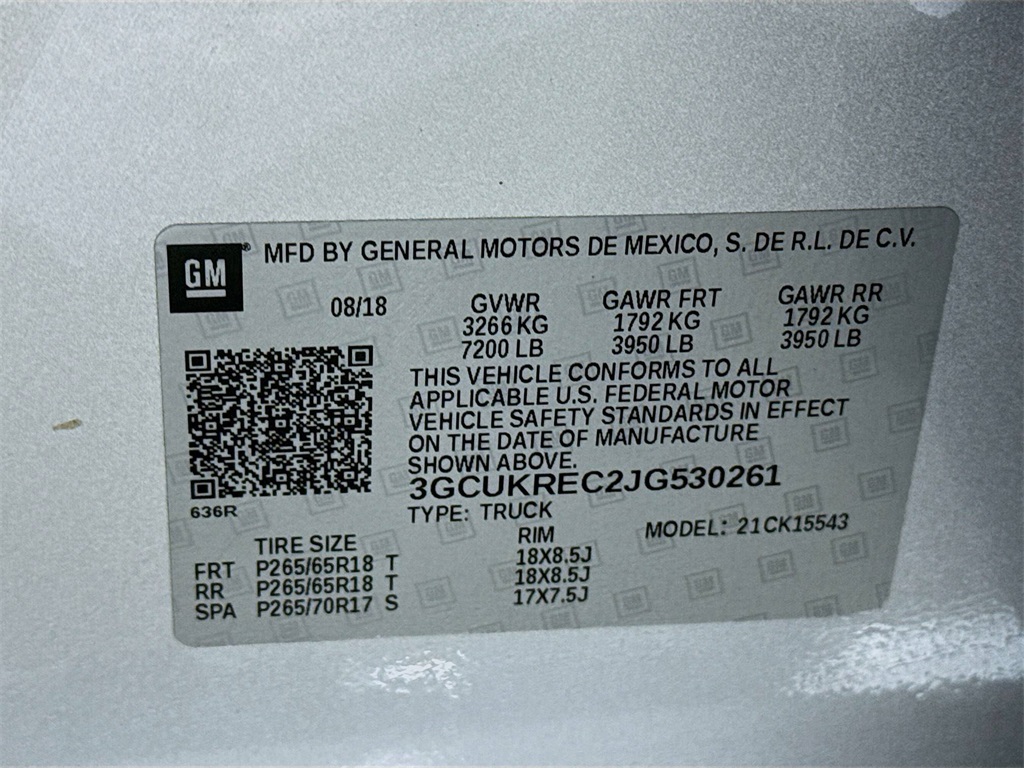 GM® MFD BY GENERAL MOTORS DE MEXICO, S. DE R.L. DE C.V.
08/18 GVWR GAWR FRT GAWR RR
3266 KG 1792 KG 1792 KG
7200 LB 3950 LB 3950 LB
THIS VEHICLE CONFORMS TO ALL
APPLICABLE U.S. FEDERAL MOTOR
VEHICLE SAFETY STANDARDS IN EFFECT
ON THE DATE OF MANUFACTURE
SHOWN ABOVE.
3GCUKREC2JG530261
636R TYPE: TRUCK MODEL: 21CK15543
TIRE SIZE RIM
FRT P265/65R18 T 18X8.5J
RR P265/65R18 T 18X8.5J
SPA P265/70R17 S 17X7.5J